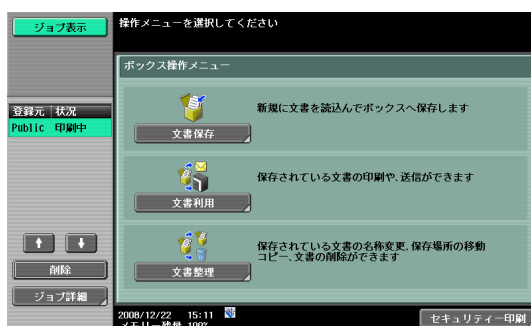 ジョブ表示
操作メニューを選択してください
ボックス操作メニュー
登録元 状況
Public 印刷中
新規に文書を読込んでボックスへ保存します
文書保存
保存されている文書の印刷や、送信ができます
文書利用
保存されている文書の名称変更、保存場所の移動
コピー、文書の削除ができます
文書整理
削除
ジョブ詳細
2008/12/22 15:11
メモリー残量 100%
セキュリティー印刷